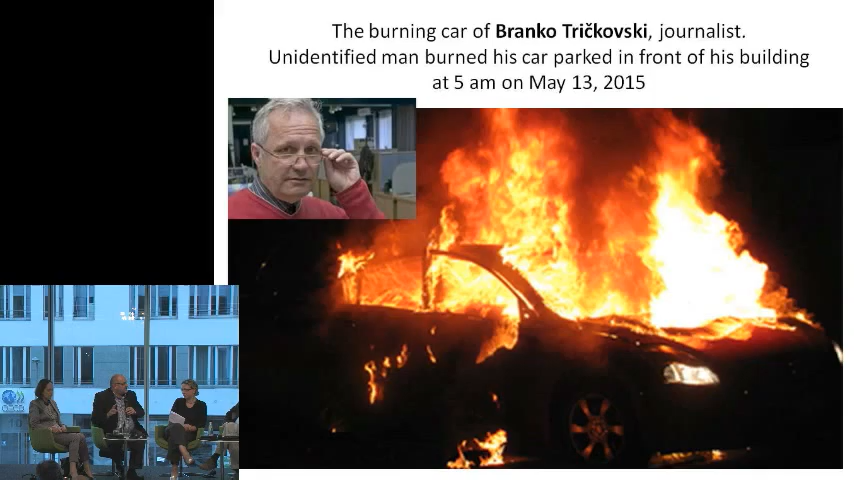 The burning car of Branko Tričkovski, journalist.
Unidentified man burned his car parked in front of his building
at 5 am on May 13, 2015
OECD